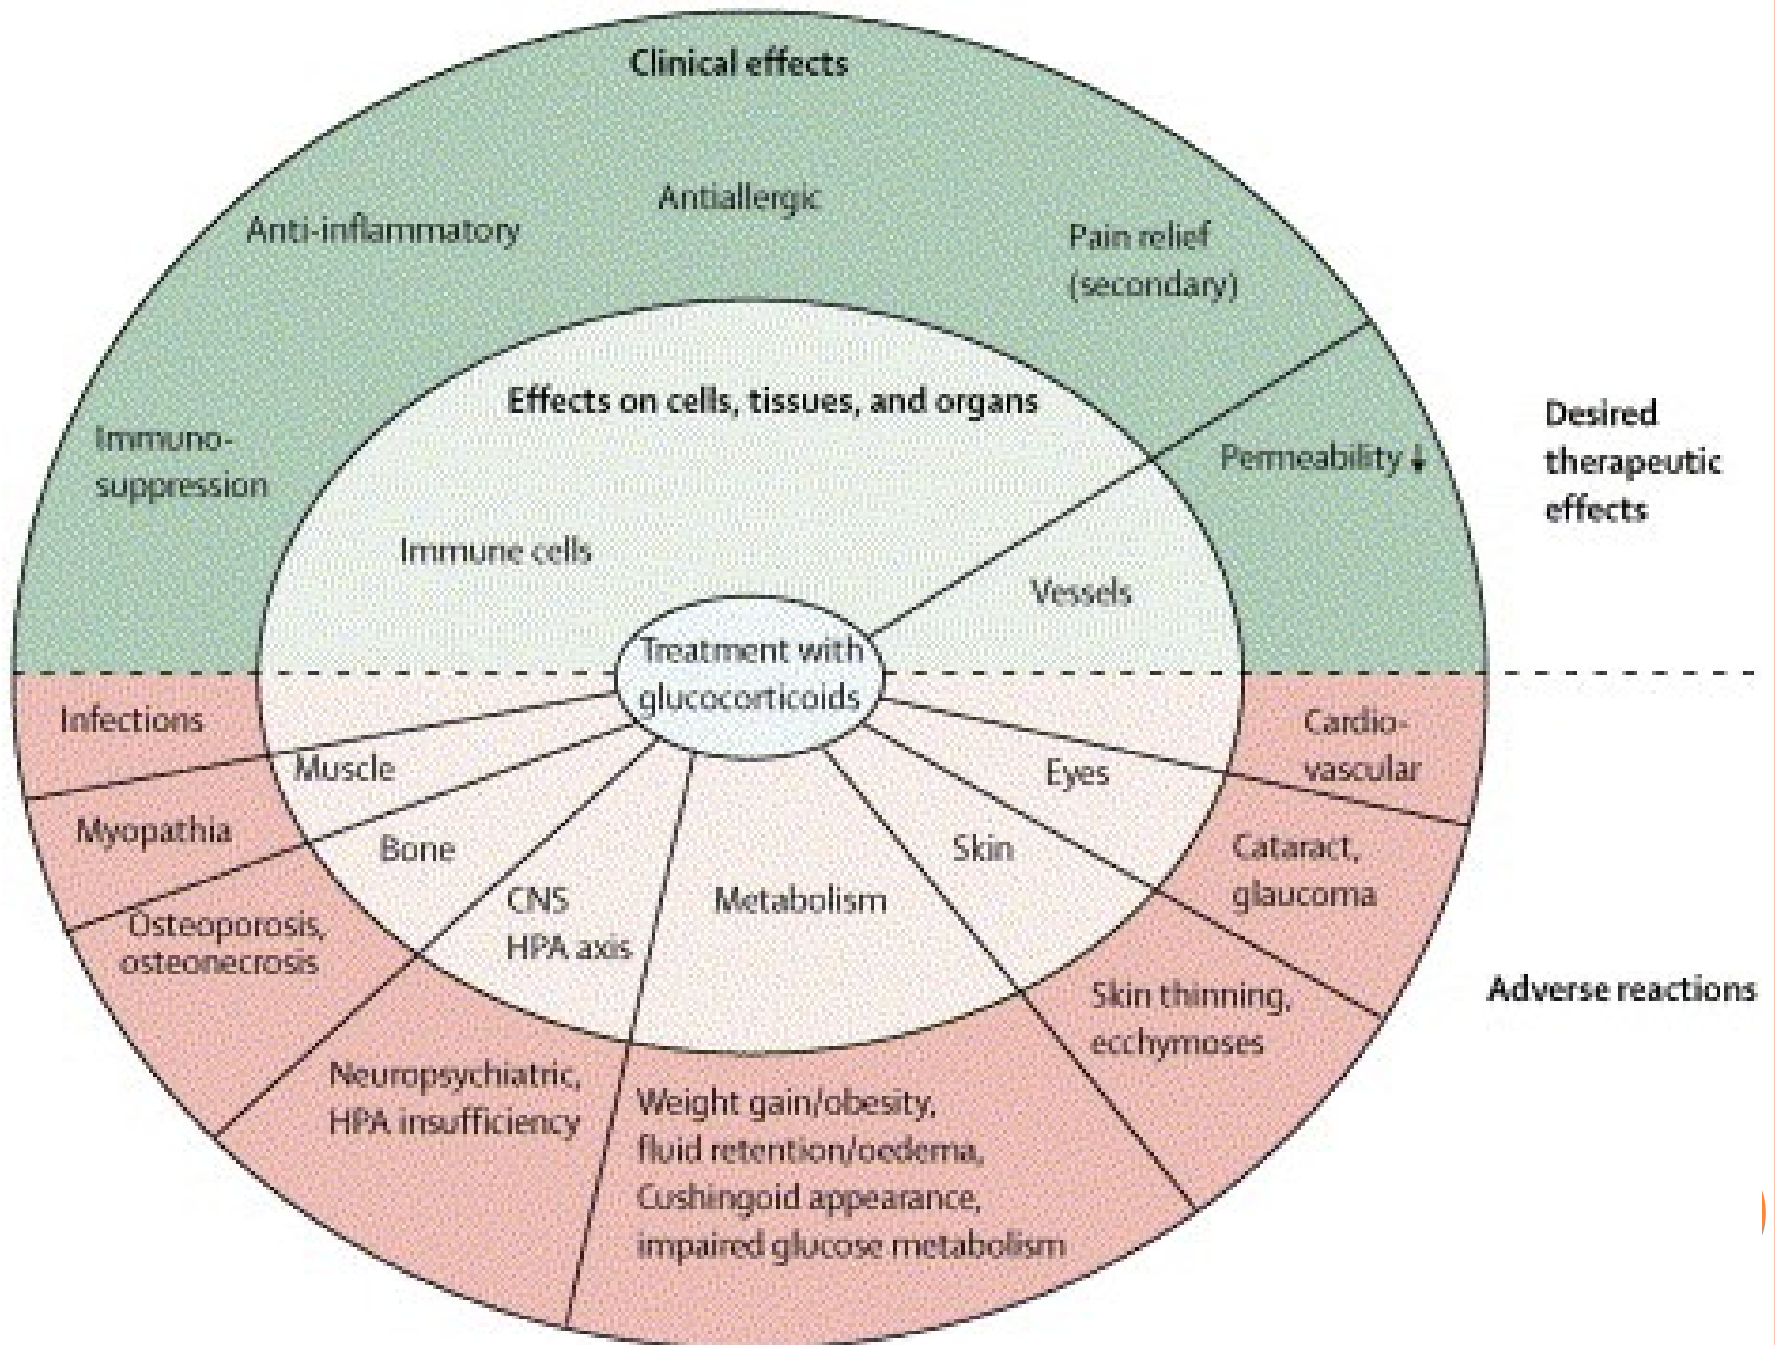 Clinical effects
Antiallergic
Anti-inflammatory
Pain relief
(secondary)
Effects on cells, tissues, and organs
Immuno-
suppression
Permeability ↓
Desired
therapeutic
effects
Immune cells
Vessels
Treatment with
glucocorticoids
Infections
Cardio-
vascular
Muscle
Eyes
Myopathia
Bone
Skin
Cataract,
glaucoma
CNS
HPA axis
Metabolism
Osteoporosis,
osteonecrosis
Skin thinning,
ecchymoses
Adverse reactions
Neuropsychiatric,
HPA insufficiency
Weight gain/obesity,
fluid retention/oedema,
Cushingoid appearance,
impaired glucose metabolism